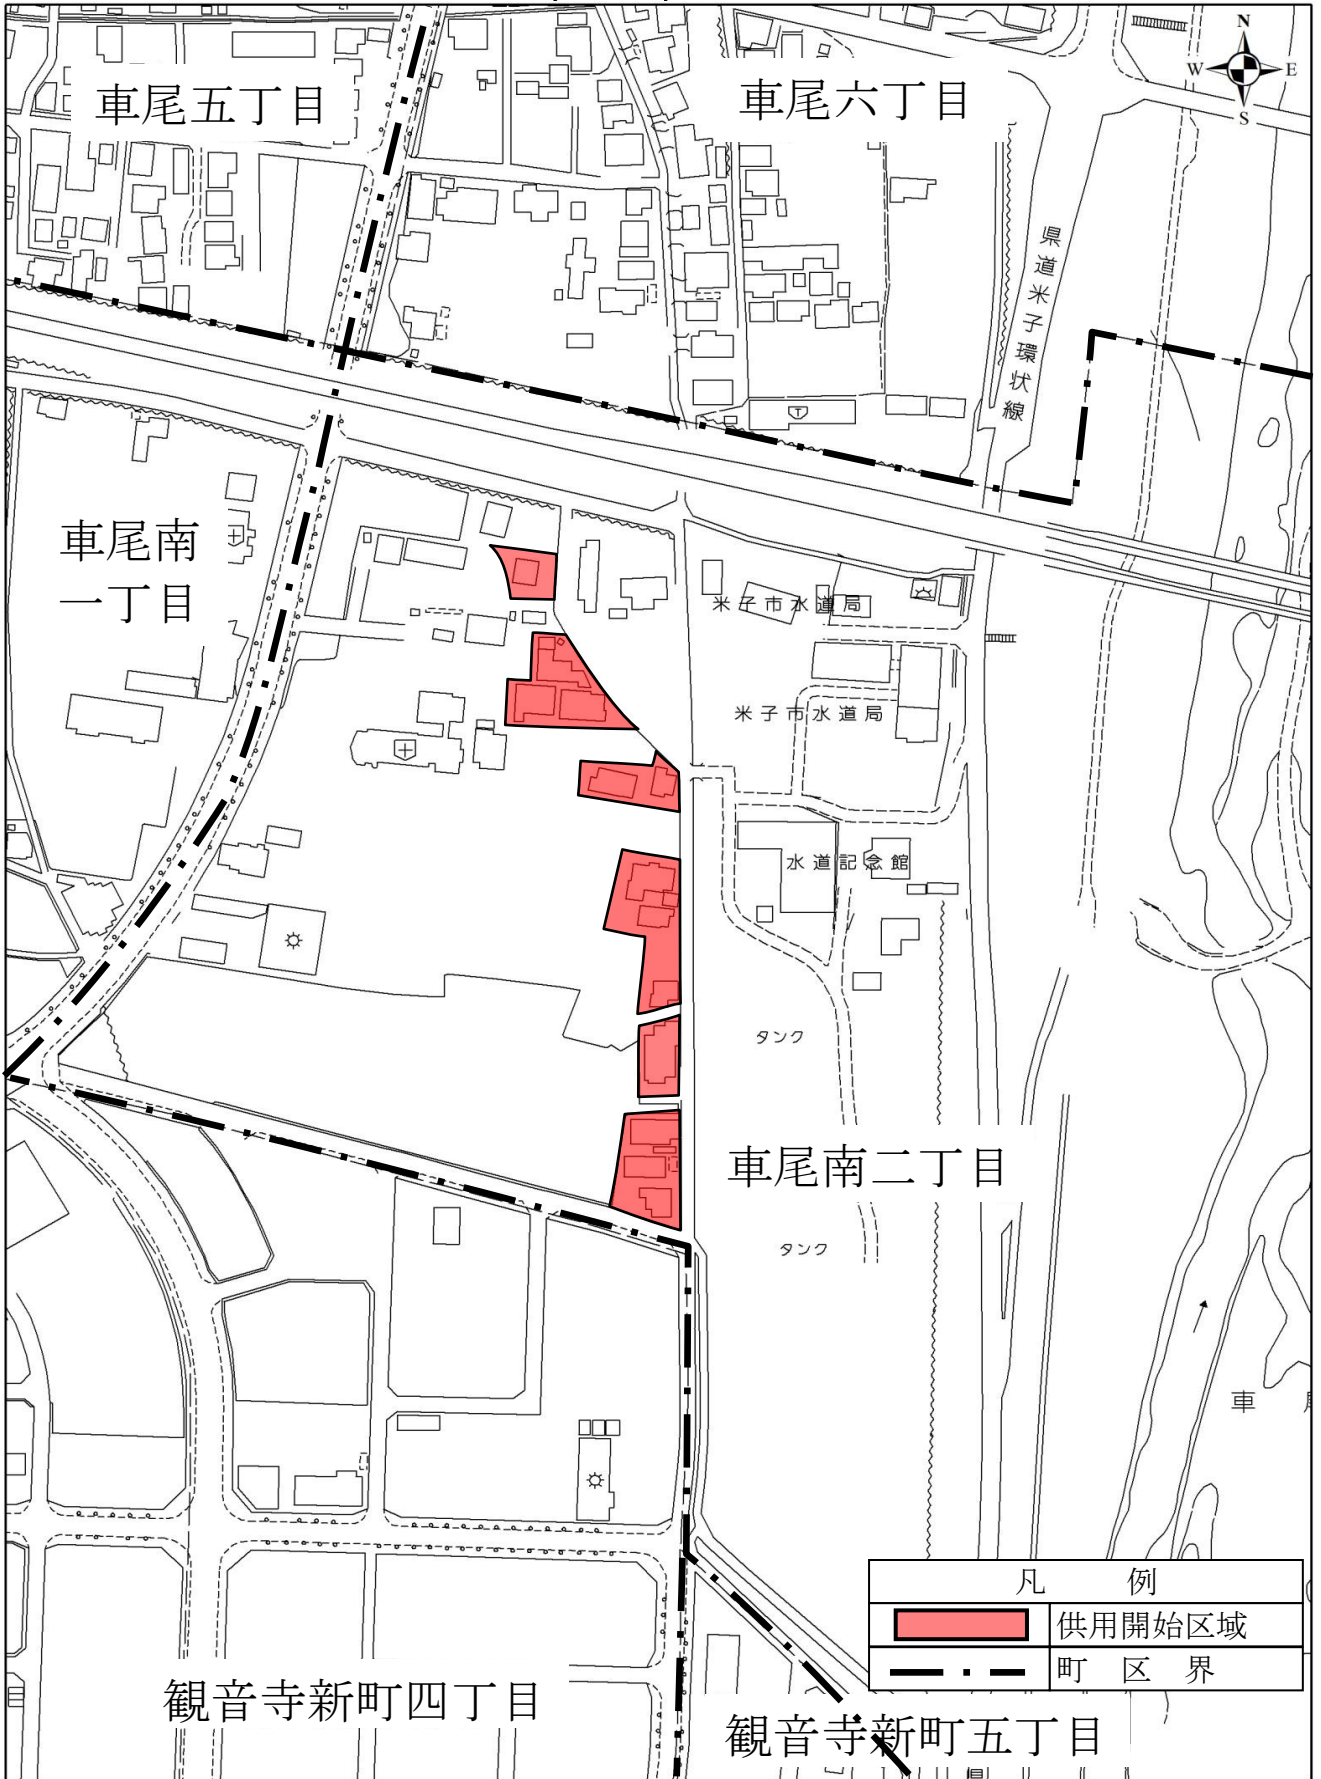 N
W
E
S
車尾五丁目
車尾六丁目
県道米子環状線
車尾南
一丁目
米子市水道局
米子市水道局
水道記念館
タンク
車尾南二丁目
タンク
車
凡 例
供用開始区域
町 区 界
観音寺新町四丁目
観音寺新町五丁目